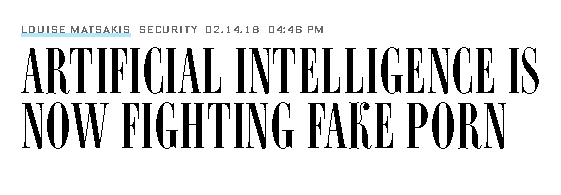 LOUISE MATSAKIS SECURITY 02.14.18 04:46 PM
ARTIFICIAL INTELLIGENCE IS
NOW FIGHTING FAKE PORN